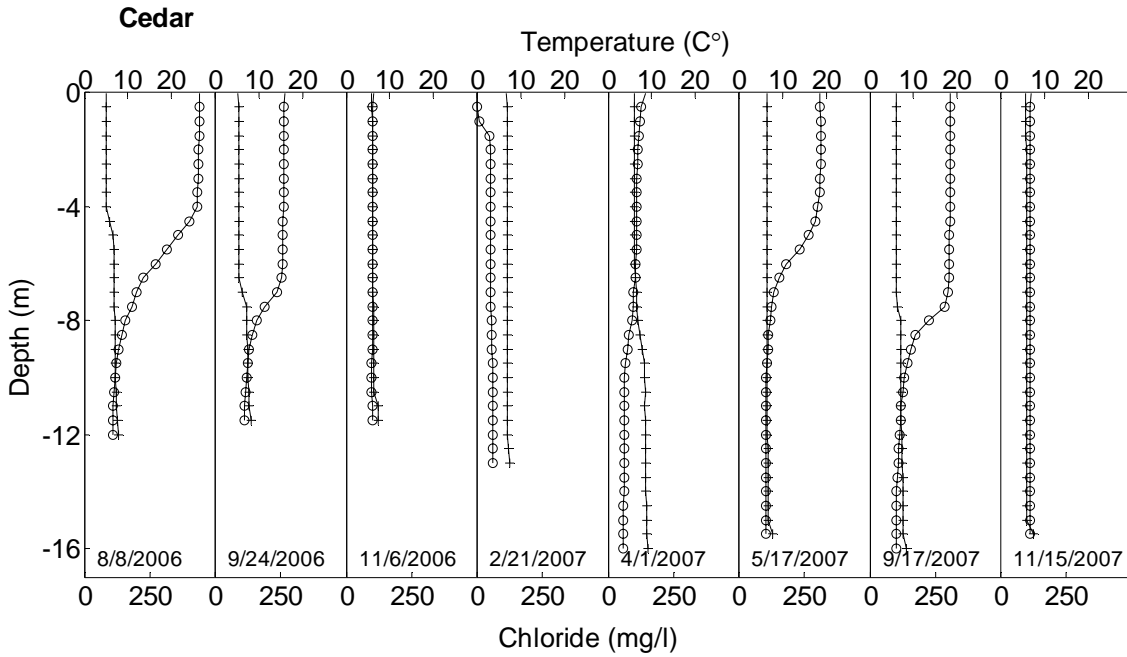 Cedar
Temperature (C°)
0 10 20 0 10 20 0 10 20 0 10 20 0 10 20 0 10 20 0 10 20 0 10 20
0
-4
-8
-12
-16
Depth (m)
8/8/2006 9/24/2006 11/6/2006 2/21/2007 4/1/2007 5/17/2007 9/17/2007 11/15/2007
0 250 0 250 0 250 0 250 0 250 0 250 0 250 0 250
Chloride (mg/l)